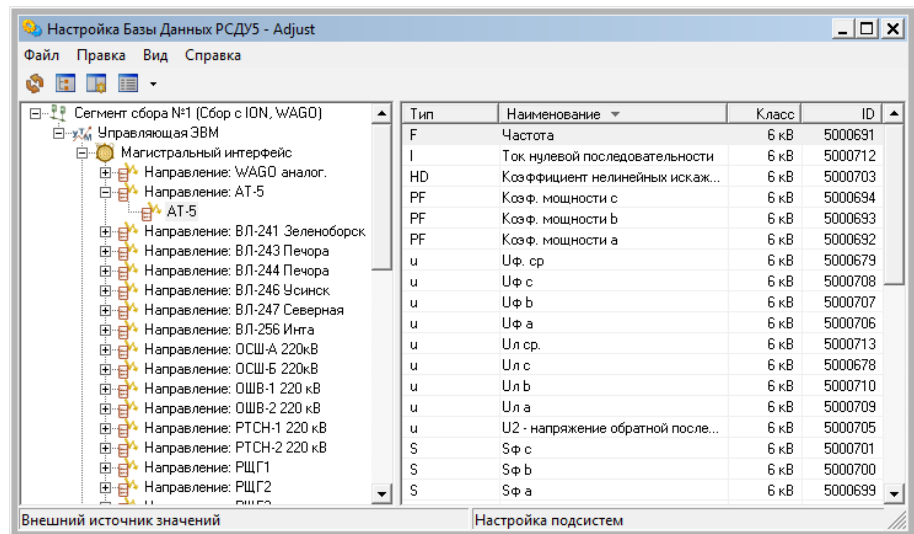 Настройка Базы Данных РСДУ5 - Adjust
Файл Правка Вид Справка
Сегмент сбора №1 (Сбор с ION, WAGO)
Управляющая ЭВМ
Магистральный интерфейс
Направление: WAGO аналог.
Направление: АТ-5
АТ-5
Направление: ВЛ-241 Зеленоборск
Направление: ВЛ-243 Печора
Направление: ВЛ-244 Печора
Направление: ВЛ-246 Усинск
Направление: ВЛ-247 Северная
Направление: ВЛ-256 Инта
Направление: ОСШ-А 220кВ
Направление: ОСШ-Б 220кВ
Направление: ОШВ-1 220 кВ
Направление: ОШВ-2 220 кВ
Направление: РТСН-1 220 кВ
Направление: РТСН-2 220 кВ
Направление: РЩГ1
Направление: РЩГ2
Тип Наименование Класс ID
F Частота 6 кВ 5000691
I Ток нулевой последовательности 6 кВ 5000712
HD Коэффициент нелинейных искаж... 6 кВ 5000703
PF Коэф. мощности c 6 кВ 5000694
PF Коэф. мощности b 6 кВ 5000693
PF Коэф. мощности a 6 кВ 5000692
u Uф. ср 6 кВ 5000679
u Uф c 6 кВ 5000708
u Uф b 6 кВ 5000707
u Uф a 6 кВ 5000706
u Uл ср. 6 кВ 5000713
u Uл c 6 кВ 5000678
u Uл b 6 кВ 5000710
u Uл a 6 кВ 5000709
u U2 - напряжение обратной после... 6 кВ 5000705
S Sф c 6 кВ 5000701
S Sф b 6 кВ 5000700
S Sф a 6 кВ 5000699
Внешний источник значений Настройка подсистем